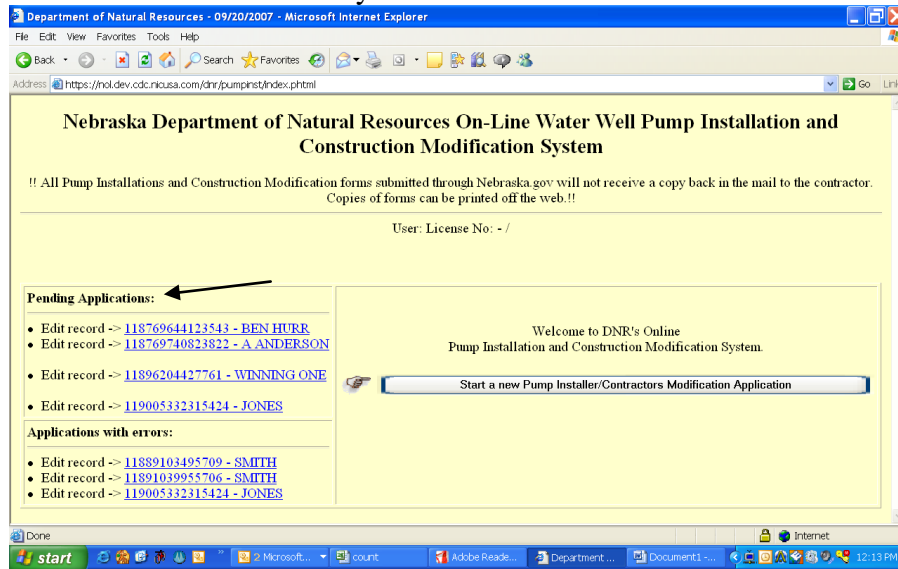 Department of Natural Resources - 09/20/2007 - Microsoft Internet Explorer
File Edit View Favorites Tools Help
Back Search Favorites
Address https://nol.dev.cdc.nicusa.com/dnr/pumpinst/index.phtml Go
Nebraska Department of Natural Resources On-Line Water Well Pump Installation and
Construction Modification System
!! All Pump Installations and Construction Modification forms submitted through Nebraska.gov will not receive a copy back in the mail to the contractor.
Copies of forms can be printed off the web.!!
User: License No: - /
Pending Applications:
• Edit record -> 118769644123543 - BEN HURR
• Edit record -> 118769740823822 - A ANDERSON
• Edit record -> 11896204427761 - WINNING ONE
• Edit record -> 119005332315424 - JONES
Applications with errors:
• Edit record -> 11889103495709 - SMITH
• Edit record -> 11891039955706 - SMITH
• Edit record -> 119005332315424 - JONES
Welcome to DNR's Online
Pump Installation and Construction Modification System.
Start a new Pump Installer/Contractors Modification Application
Done Internet
start 2 Microsoft... count Adobe Reade... Department ... Document1 -... 12:13 PM